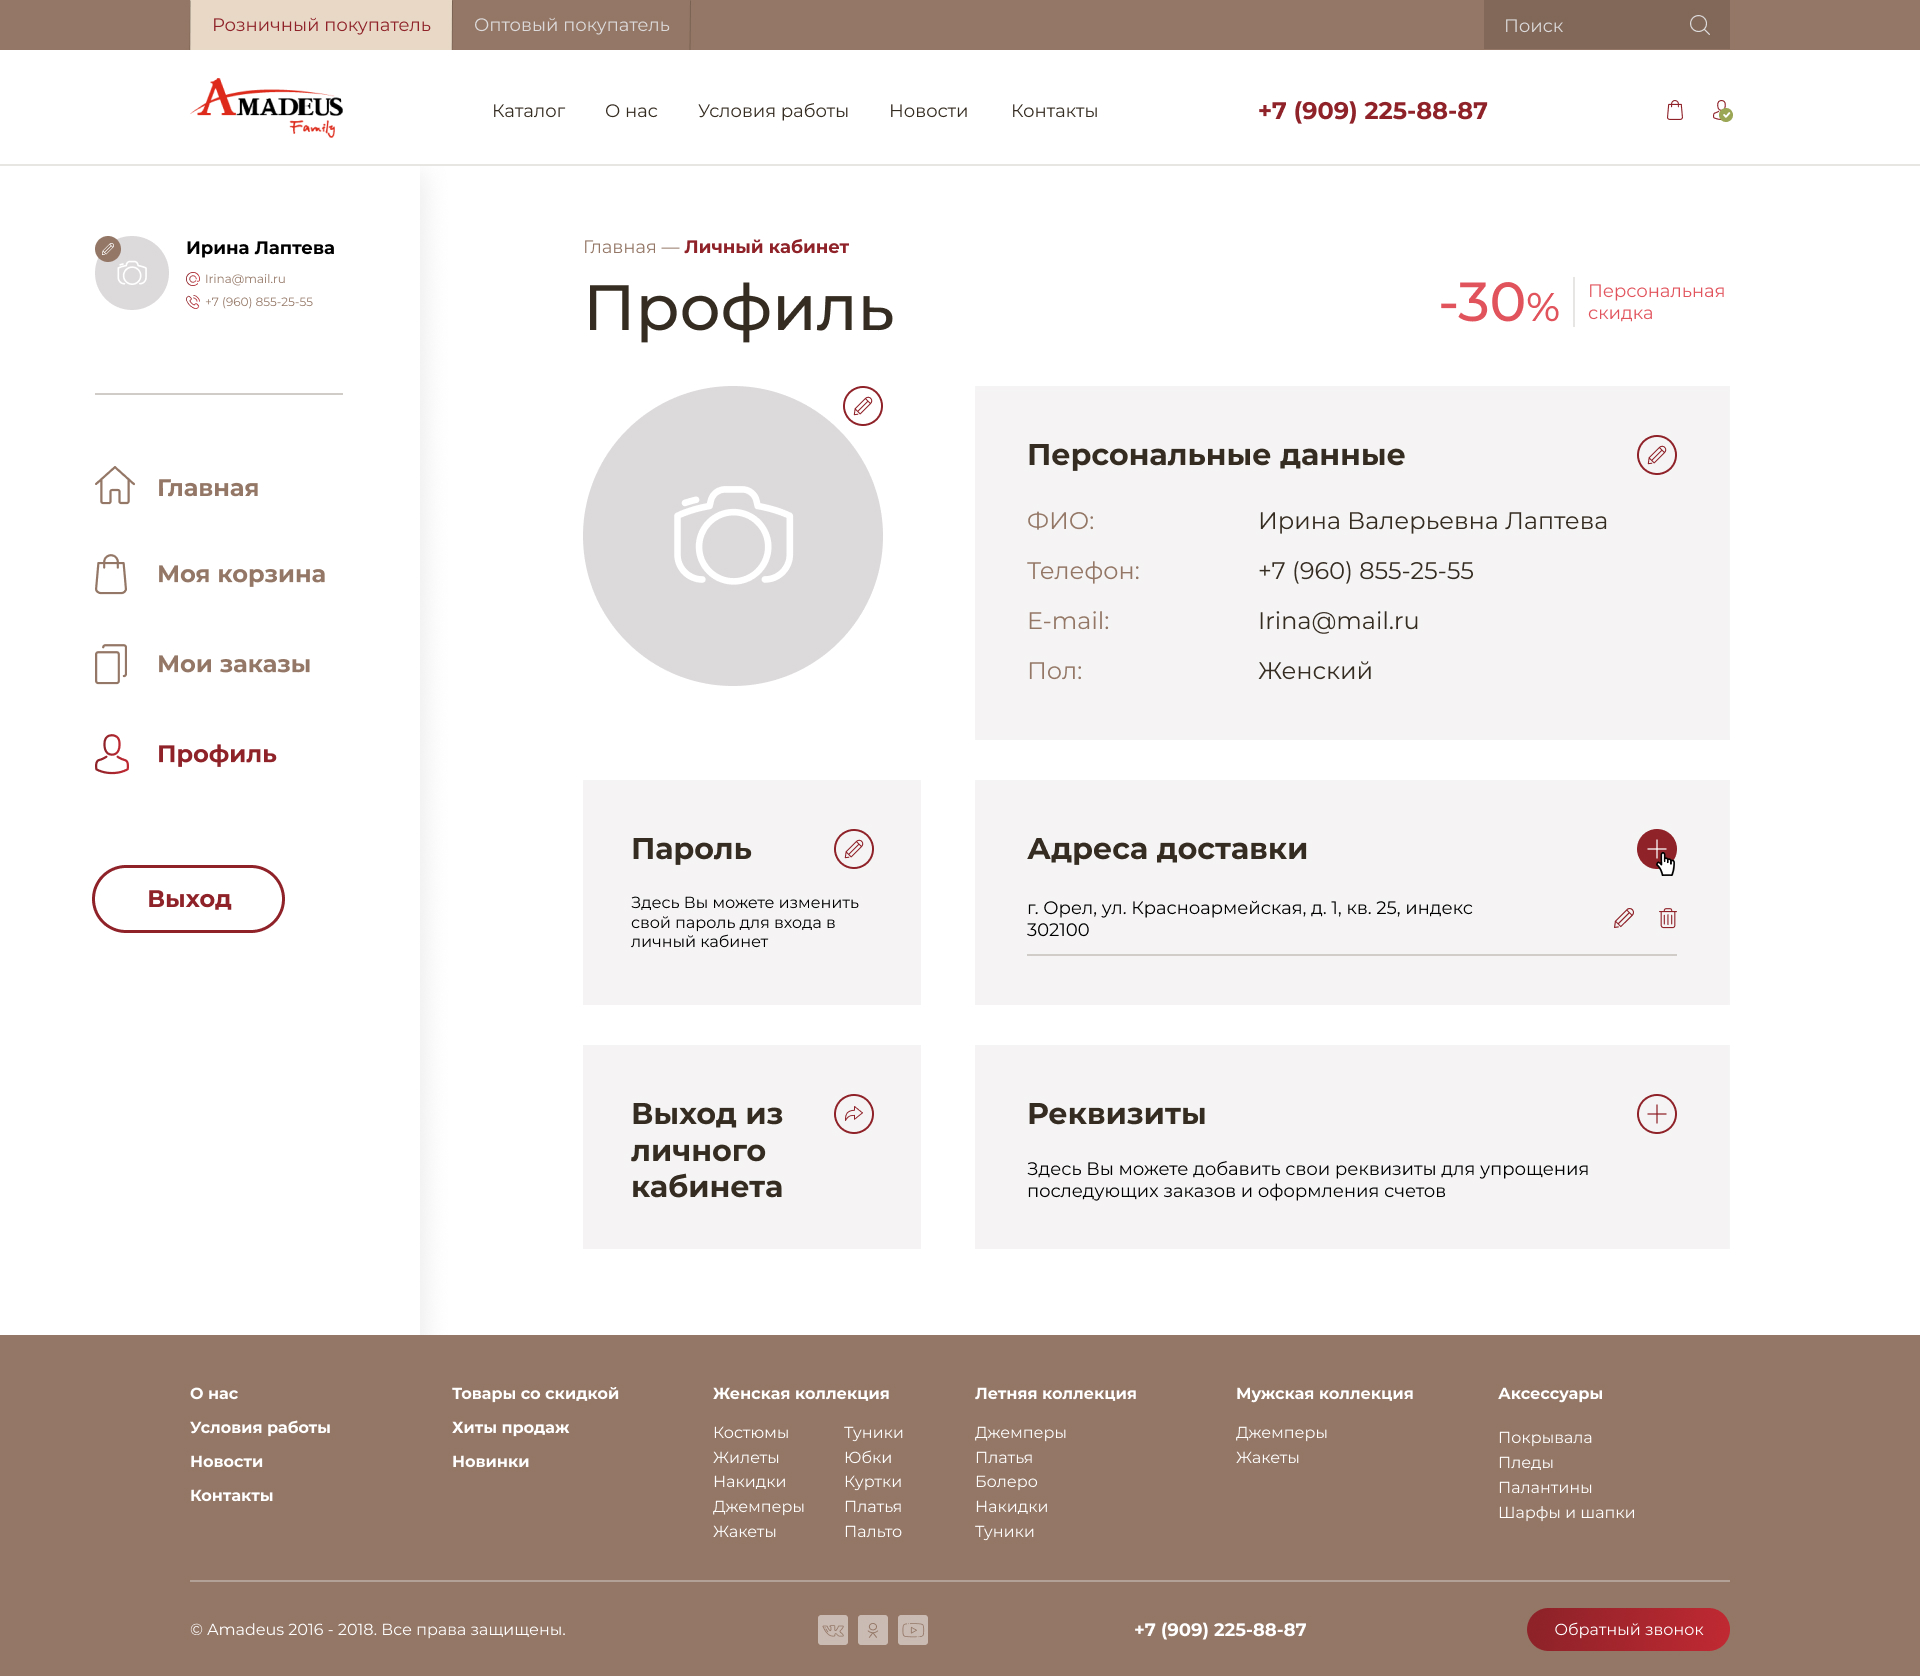 Розничный покупатель
Оптовый покупатель
Поиск
AMADEUS
Family
Каталог
О нас
Условия работы
Новости
Контакты
+7 (909) 225-88-87
Ирина Лаптева
Irina@mail.ru
+7 (960) 855-25-55
Главная
Моя корзина
Мои заказы
Профиль
Выход
Главная — Личный кабинет
Профиль
-30%
Персональная
скидка
Персональные данные
ФИО: Ирина Валерьевна Лаптева
Телефон: +7 (960) 855-25-55
E-mail: Irina@mail.ru
Пол: Женский
Пароль
Здесь Вы можете изменить
свой пароль для входа в
личный кабинет
Адреса доставки
г. Орел, ул. Красноармейская, д. 1, кв. 25, индекс
302100
Выход из
личного
кабинета
Реквизиты
Здесь Вы можете добавить свои реквизиты для упрощения
последующих заказов и оформления счетов
О нас
Условия работы
Новости
Контакты
Товары со скидкой
Хиты продаж
Новинки
Женская коллекция
Костюмы
Жилеты
Накидки
Джемперы
Жакеты
Туники
Юбки
Куртки
Платья
Пальто
Летняя коллекция
Джемперы
Платья
Болеро
Накидки
Туники
Мужская коллекция
Джемперы
Жакеты
Аксессуары
Покрывала
Пледы
Палантины
Шарфы и шапки
© Amadeus 2016 - 2018. Все права защищены.
+7 (909) 225-88-87
Обратный звонок